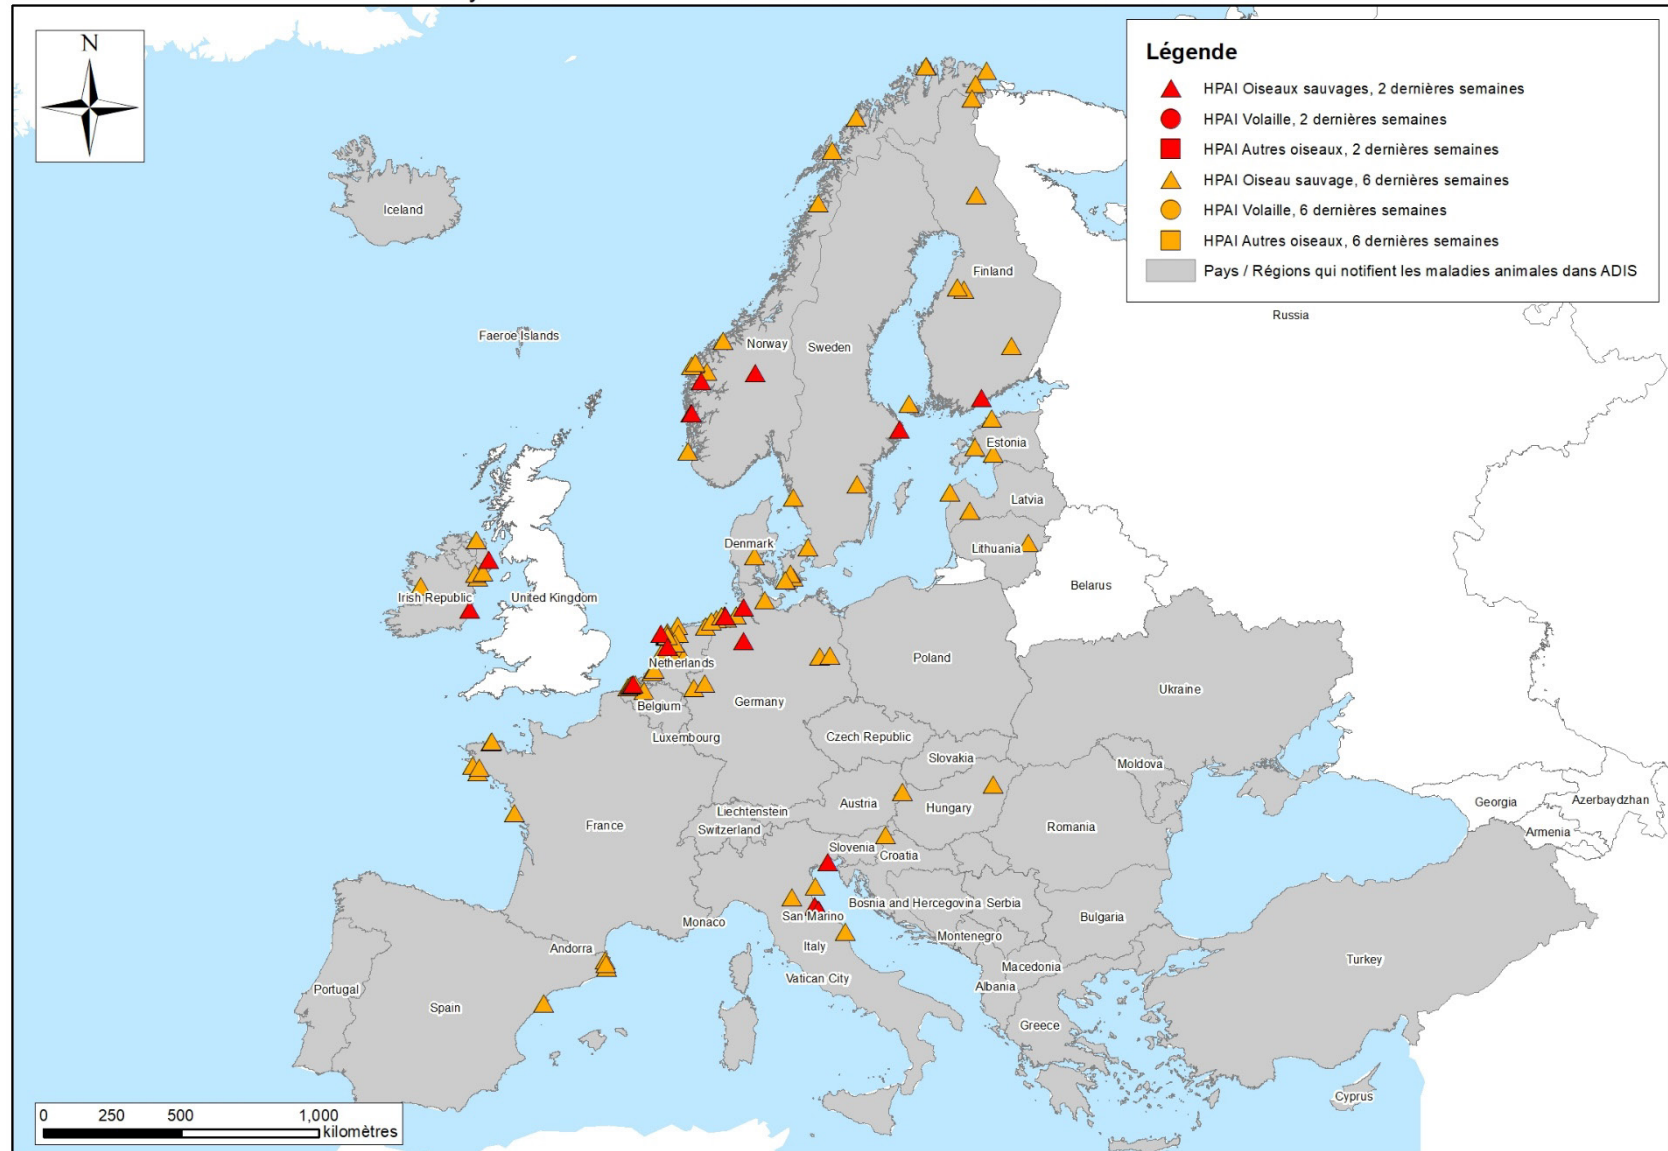 N
Légende
HPAI Oiseaux sauvages, 2 dernières semaines
HPAI Volaille, 2 dernières semaines
HPAI Autres oiseaux, 2 dernières semaines
HPAI Oiseau sauvage, 6 dernières semaines
HPAI Volaille, 6 dernières semaines
HPAI Autres oiseaux, 6 dernières semaines
Pays / Régions qui notifient les maladies animales dans ADIS
Iceland
Finland
Russia
Faeroe Islands
Norway
Sweden
Estonia
Latvia
Denmark
Lithuania
Belarus
Irish Republic
United Kingdom
Netherlands
Poland
Ukraine
Belgium
Germany
Luxembourg
Czech Republic
Slovakia
Moldova
Austria
Hungary
Liechtenstein
Georgia
Azerbaydzhan
France
Switzerland
Romania
Armenia
Slovenia
Croatia
Bosnia and Hercegovina
Serbia
San Marino
Bulgaria
Monaco
Montenegro
Andorra
Italy
Turkey
Macedonia
Vatican City
Albania
Portugal
Spain
Greece
Cyprus
0 250 500 1,000
kilomètres